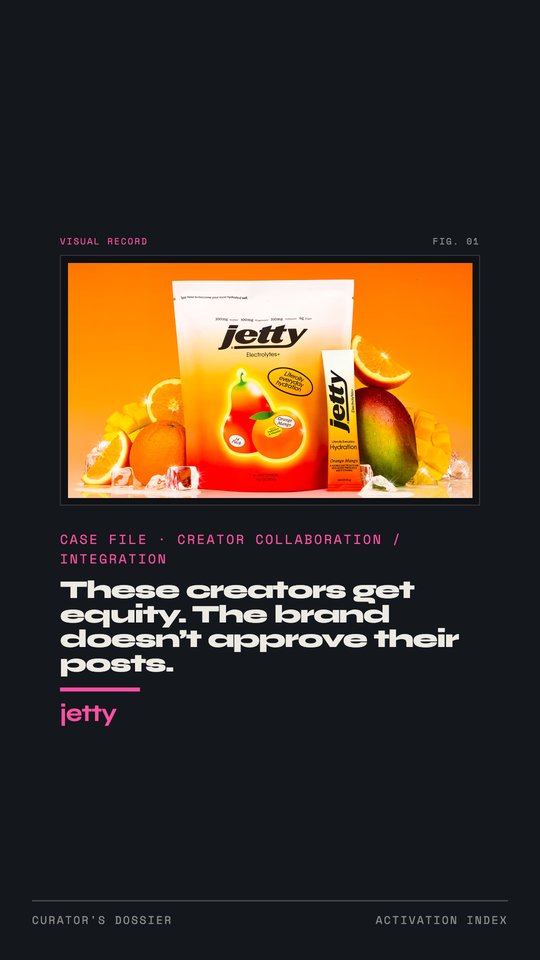 VISUAL RECORD
FIG. 01
jetty
Electrolytes+
Literally
everyday
hydration
Orange
Mango
jetty
Electrolytes+
Hydration
Orange Mango
CASE FILE · CREATOR COLLABORATION /
INTEGRATION
These creators get
equity. The brand
doesn't approve their
posts.
jetty
CURATOR'S DOSSIER
ACTIVATION INDEX